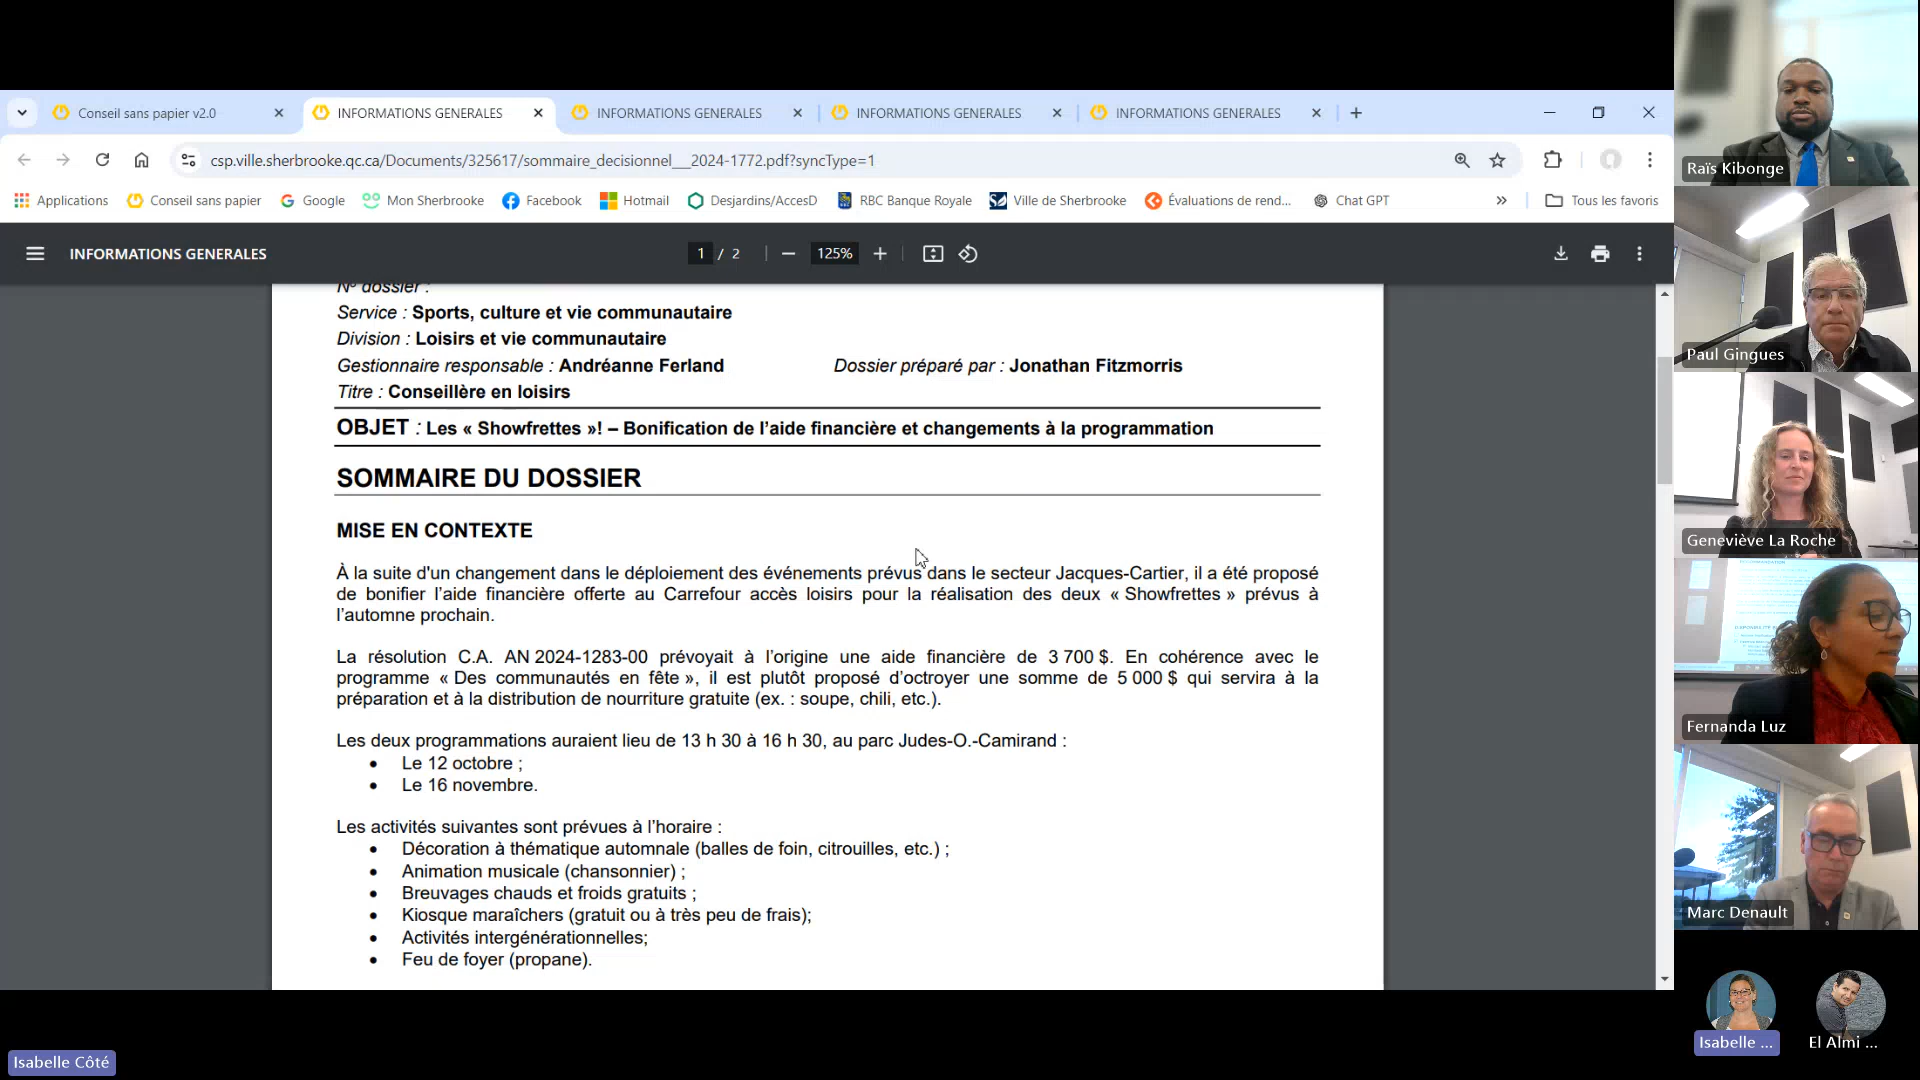 Conseil sans papier v2.0
INFORMATIONS GENERALES
INFORMATIONS GENERALES
INFORMATIONS GENERALES
INFORMATIONS GENERALES
csp.ville.sherbrooke.qc.ca/Documents/325617/sommaire_decisionnel__2024-1772.pdf?syncType=1
Applications
Conseil sans papier
Google
Mon Sherbrooke
Facebook
Hotmail
Desjardins/AccesD
RBC Banque Royale
Ville de Sherbrooke
Évaluations de rend...
Chat GPT
»
Tous les favoris
INFORMATIONS GENERALES
1 / 2
125%
N° dossier :
Service : Sports, culture et vie communautaire
Division : Loisirs et vie communautaire
Gestionnaire responsable : Andréanne Ferland
Dossier préparé par : Jonathan Fitzmorris
Titre : Conseillère en loisirs
OBJET : Les « Showfrettes »! – Bonification de l’aide financière et changements à la programmation
SOMMAIRE DU DOSSIER
MISE EN CONTEXTE
À la suite d'un changement dans le déploiement des événements prévus dans le secteur Jacques-Cartier, il a été proposé
de bonifier l’aide financière offerte au Carrefour accès loisirs pour la réalisation des deux « Showfrettes » prévus à
l’automne prochain.
La résolution C.A. AN 2024-1283-00 prévoyait à l’origine une aide financière de 3 700 $. En cohérence avec le
programme « Des communautés en fête », il est plutôt proposé d’octroyer une somme de 5 000 $ qui servira à la
préparation et à la distribution de nourriture gratuite (ex. : soupe, chili, etc.).
Les deux programmations auraient lieu de 13 h 30 à 16 h 30, au parc Judes-O.-Camirand :
• Le 12 octobre ;
• Le 16 novembre.
Les activités suivantes sont prévues à l’horaire :
• Décoration à thématique automnale (balles de foin, citrouilles, etc.) ;
• Animation musicale (chansonnier) ;
• Breuvages chauds et froids gratuits ;
• Kiosque maraîchers (gratuit ou à très peu de frais);
• Activités intergénérationnelles;
• Feu de foyer (propane).
Raïs Kibonge
Paul Gingues
Geneviève La Roche
Fernanda Luz
Marc Denault
Isabelle ...
El Almi ...
Isabelle Côté